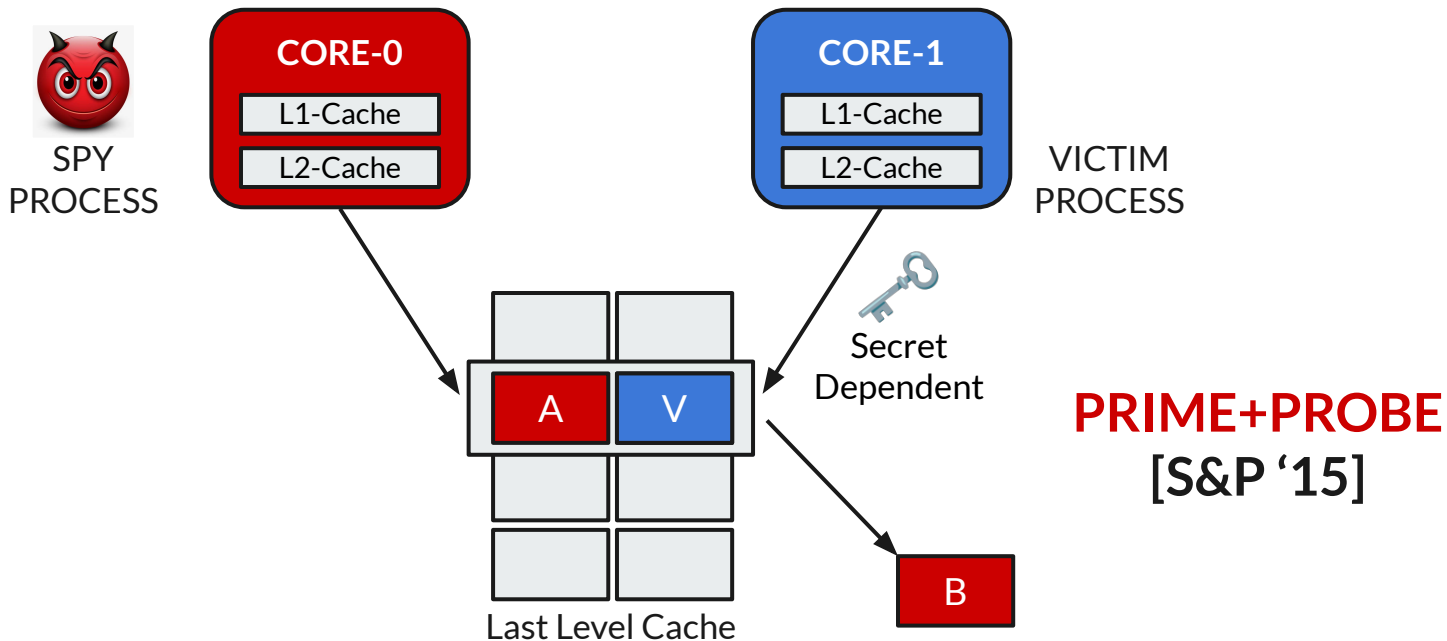 CORE-0
L1-Cache
L2-Cache
SPY
PROCESS
CORE-1
L1-Cache
L2-Cache
VICTIM
PROCESS
Secret
Dependent
A
V
PRIME+PROBE
[S&P ‘15]
B
Last Level Cache